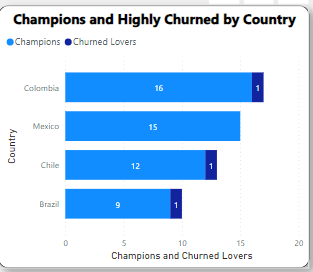 Champions and Highly Churned by Country
Champions Churned Lovers
Country
Colombia 16 1
Mexico 15
Chile 12 1
Brazil 9 1
0 5 10 15 20
Champions and Churned Lovers